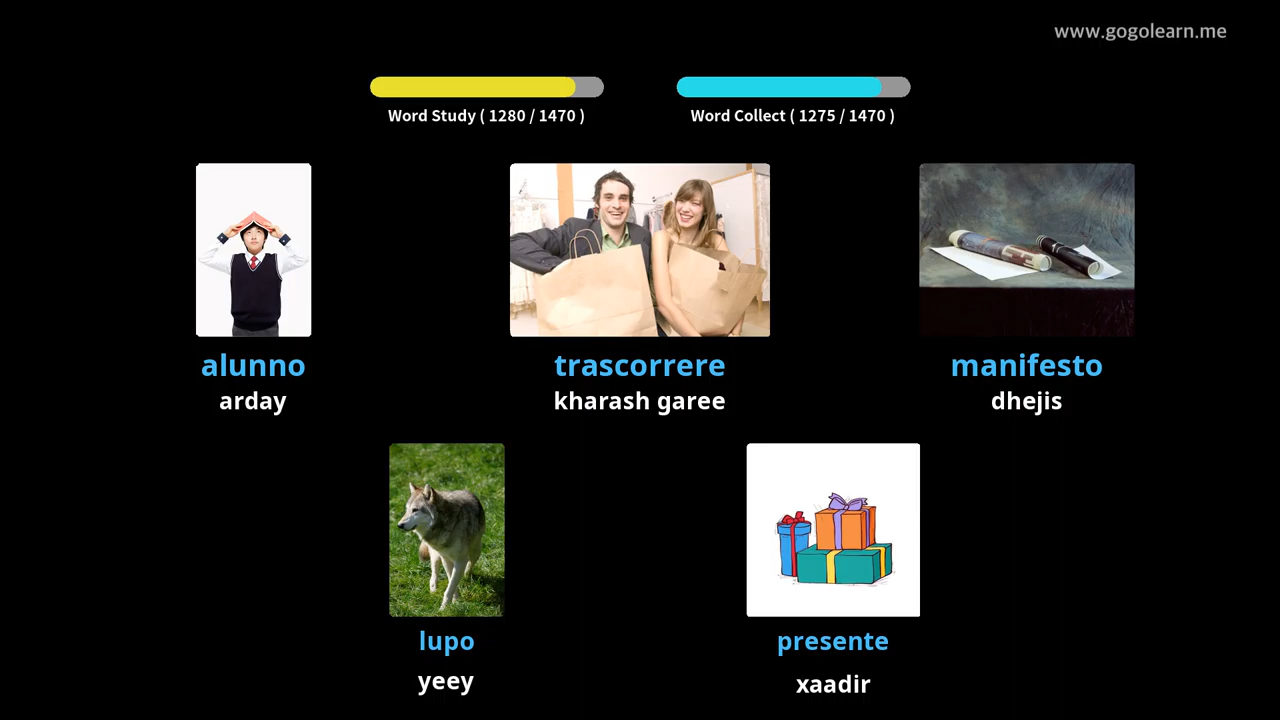 www.gogolearn.me
Word Study ( 1280 / 1470 )
Word Collect ( 1275 / 1470 )
alunno
arday
trascorrere
kharash garee
manifesto
dhejis
lupo
yeey
presente
xaadir